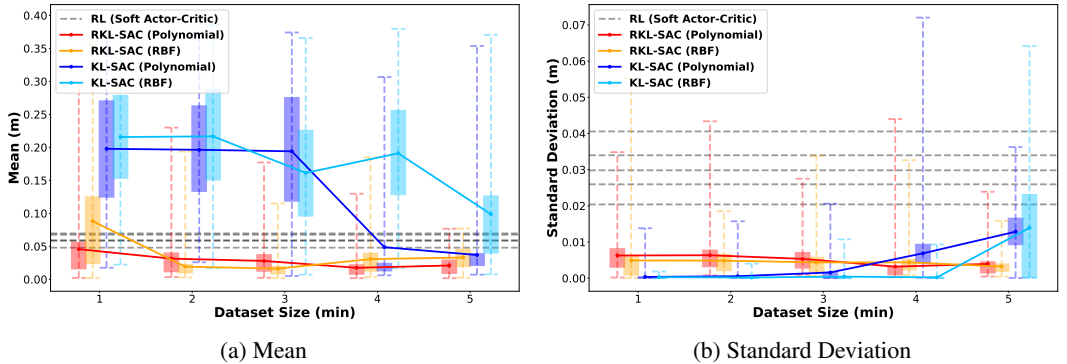 0.40
0.35
0.30
0.25
0.20
0.15
0.10
0.05
0.00
Mean (m)
RL (Soft Actor-Critic)
RKL-SAC (Polynomial)
RKL-SAC (RBF)
KL-SAC (Polynomial)
KL-SAC (RBF)
1 2 3 4 5
Dataset Size (min)
(a) Mean
0.07
0.06
0.05
0.04
0.03
0.02
0.01
0.00
Standard Deviation (m)
RL (Soft Actor-Critic)
RKL-SAC (Polynomial)
RKL-SAC (RBF)
KL-SAC (Polynomial)
KL-SAC (RBF)
1 2 3 4 5
Dataset Size (min)
(b) Standard Deviation